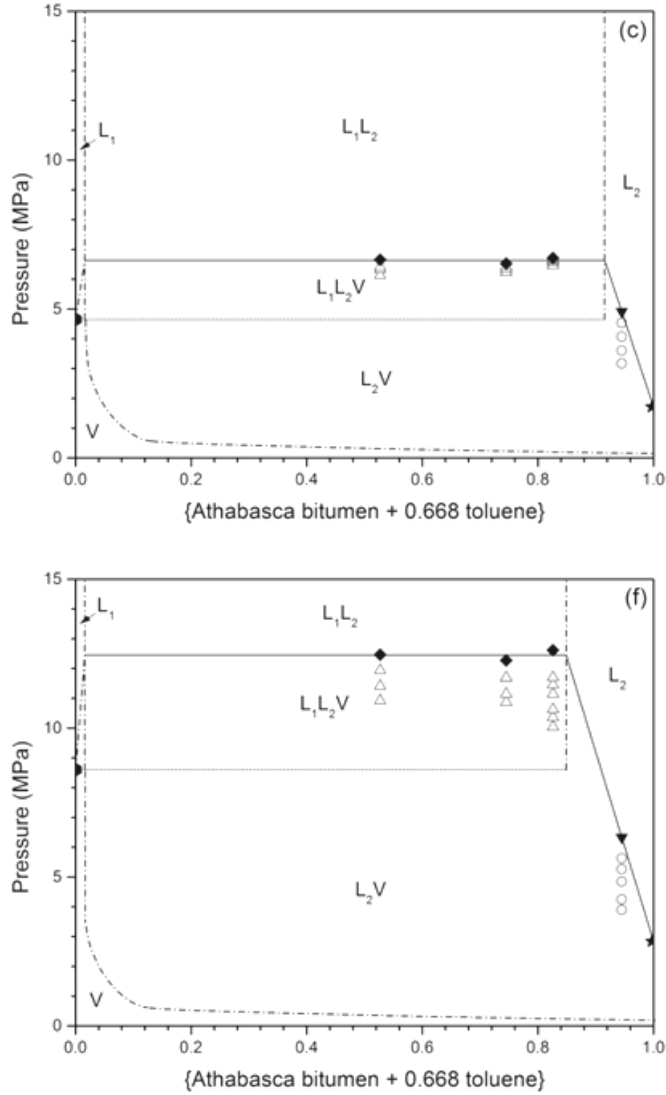 (c)
15
10
5
0
Pressure (MPa)
L₁
L₁L₂
L₂
L₁L₂V
L₂V
V
0.0 0.2 0.4 0.6 0.8 1.0
{Athabasca bitumen + 0.668 toluene}
(f)
15
10
5
0
Pressure (MPa)
L₁
L₁L₂
L₂
L₁L₂V
L₂V
V
0.0 0.2 0.4 0.6 0.8 1.0
{Athabasca bitumen + 0.668 toluene}